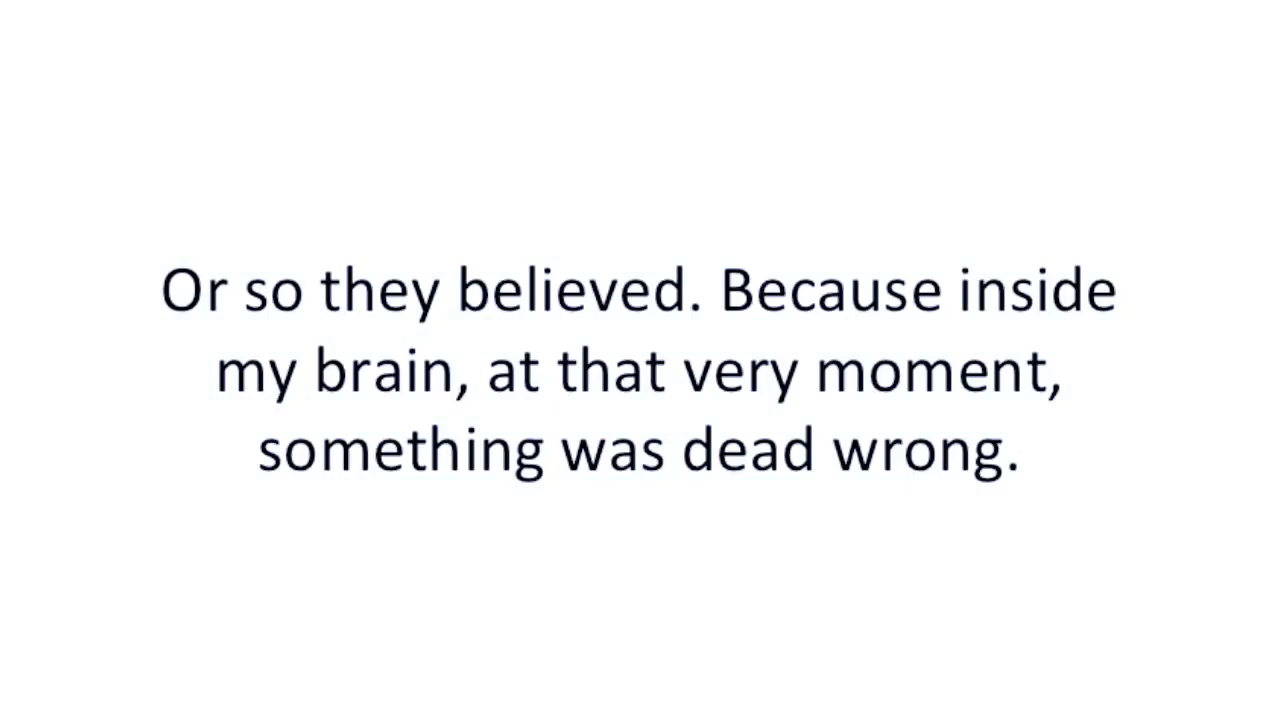 Or so they believed. Because inside
my brain, at that very moment,
something was dead wrong.